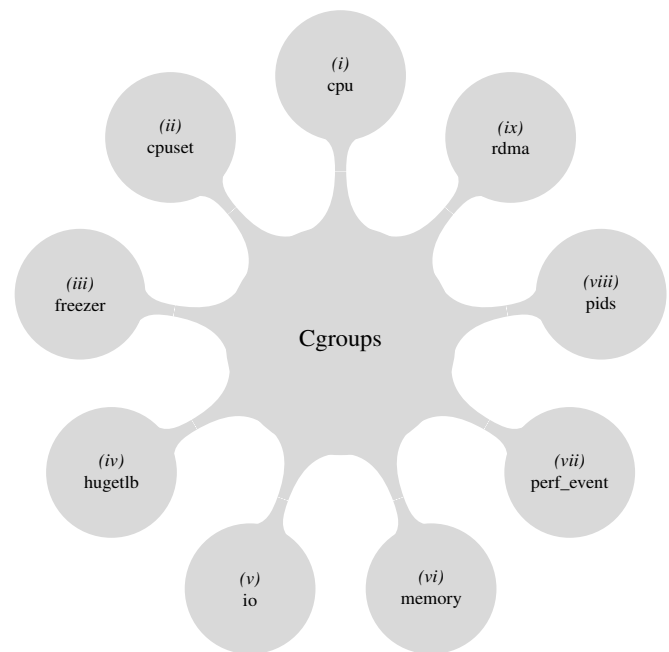 (i)
cpu
(ii)
cpuset
(ix)
rdma
(iii)
freezer
(viii)
pids
Cgroups
(iv)
hugetlb
(vii)
perf_event
(v)
io
(vi)
memory